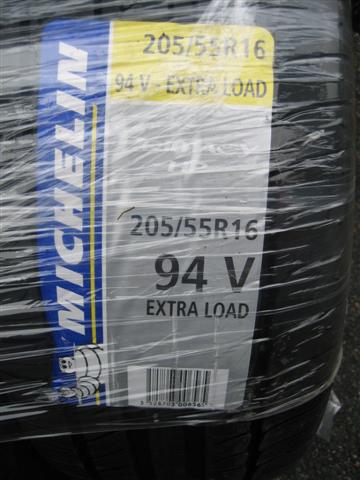 205/55R16
94 V - EXTRA LOAD
MICHELIN
205/55R16
94 V
EXTRA LOAD